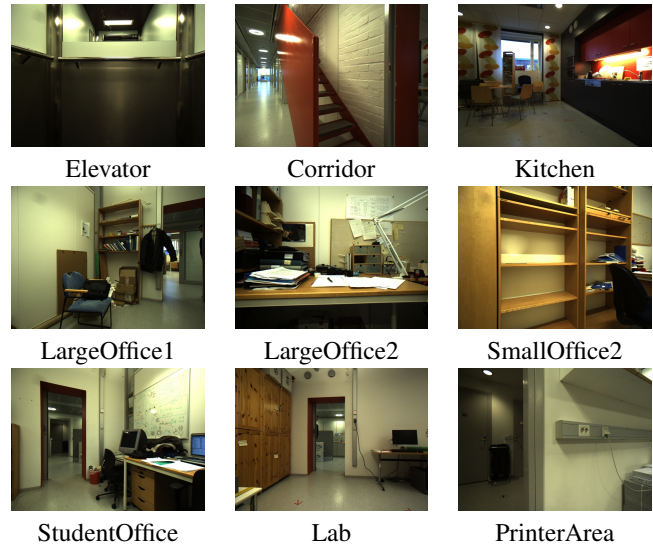 Elevator
Corridor
Kitchen
LargeOffice1
LargeOffice2
SmallOffice2
StudentOffice
Lab
PrinterArea